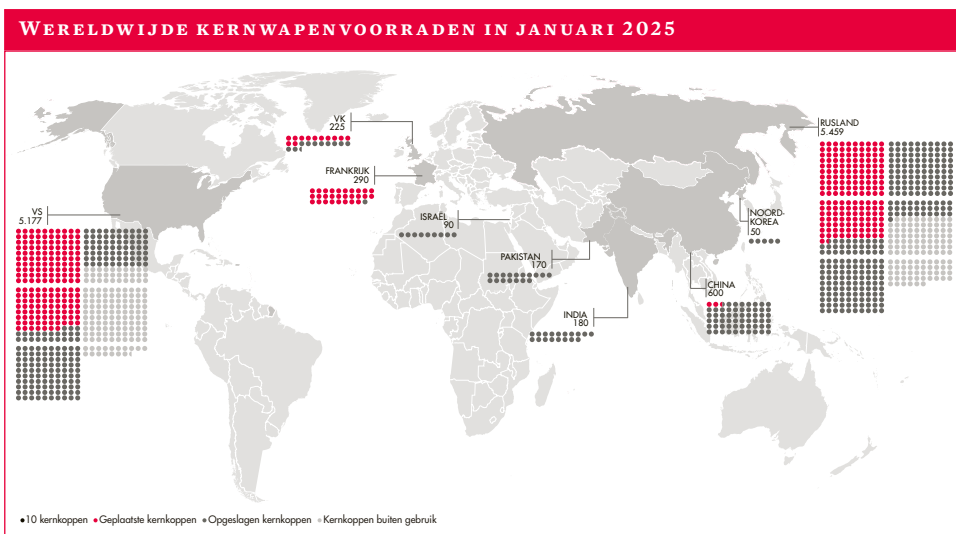 Wereldwijde kernwapenvoorraden in januari 2025
VK
225
RUSLAND
5.459
FRANKRIJK
290
VS
5.177
ISRAËL
90
NOORD-
KOREA
50
PAKISTAN
170
CHINA
600
INDIA
180
10 kernkoppen Geplaatste kernkoppen Opgeslagen kernkoppen Kernkoppen buiten gebruik